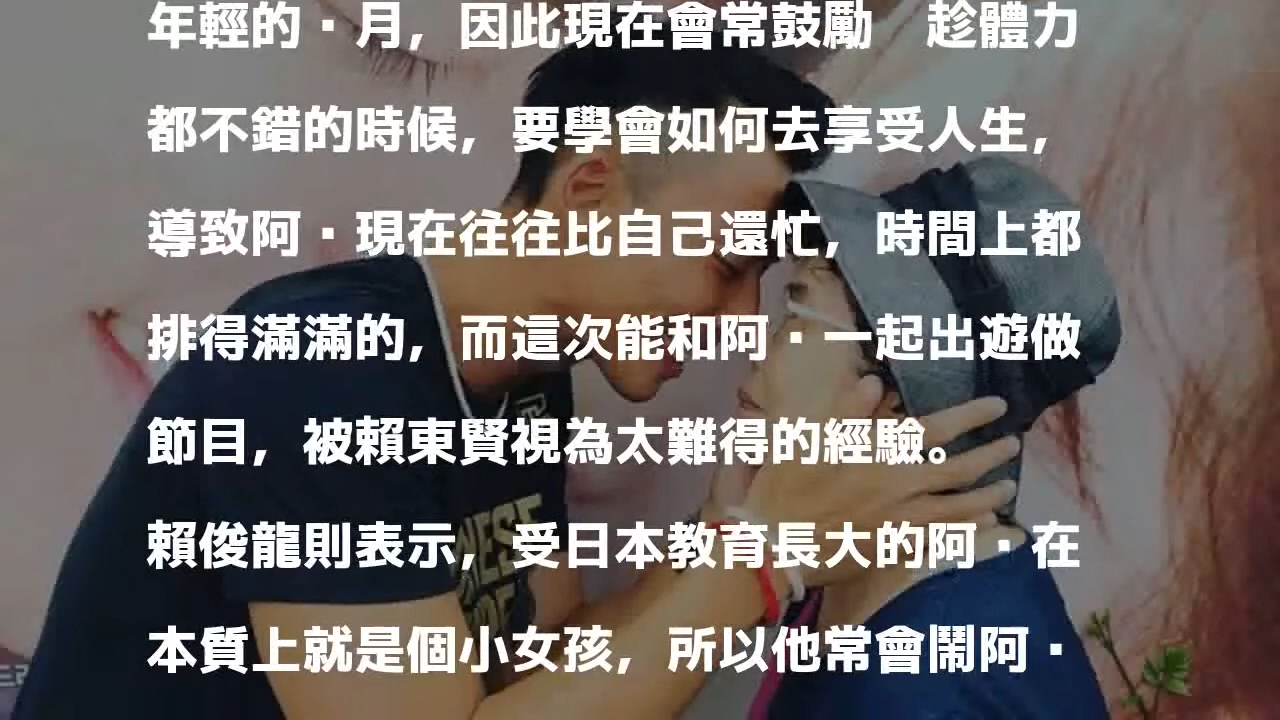 年輕的·月，因此現在會常鼓勵　趁體力
都不錯的時候，要學會如何去享受人生，
導致阿·現在往往比自己還忙，時間上都
排得滿滿的，而這次能和阿·一起出遊做
節目，被賴東賢視為太難得的經驗。
賴俊龍則表示，受日本教育長大的阿·在
本質上就是個小女孩，所以他常會鬧阿·